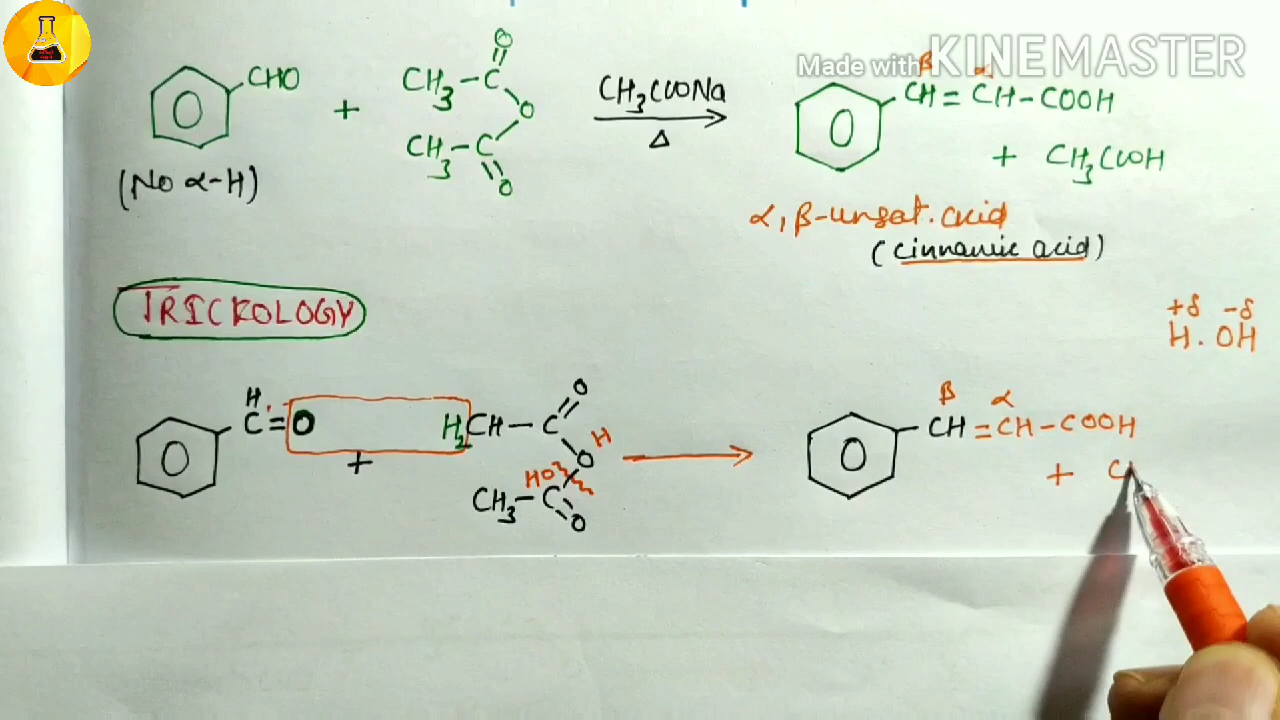 Made with KINEMASTER
CHO + CH₃-C=O O CH₃-C=O CH₃COONa Δ β α CH=CH-COOH
(No α-H) + CH₃COOH
α, β-unsat. acid
(cinnamic acid)
TRICKOLOGY
+δ -δ
H. OH
H C=O + H₂CH-C=O O H HO CH₃-C=O β α CH=CH-COOH
+ C